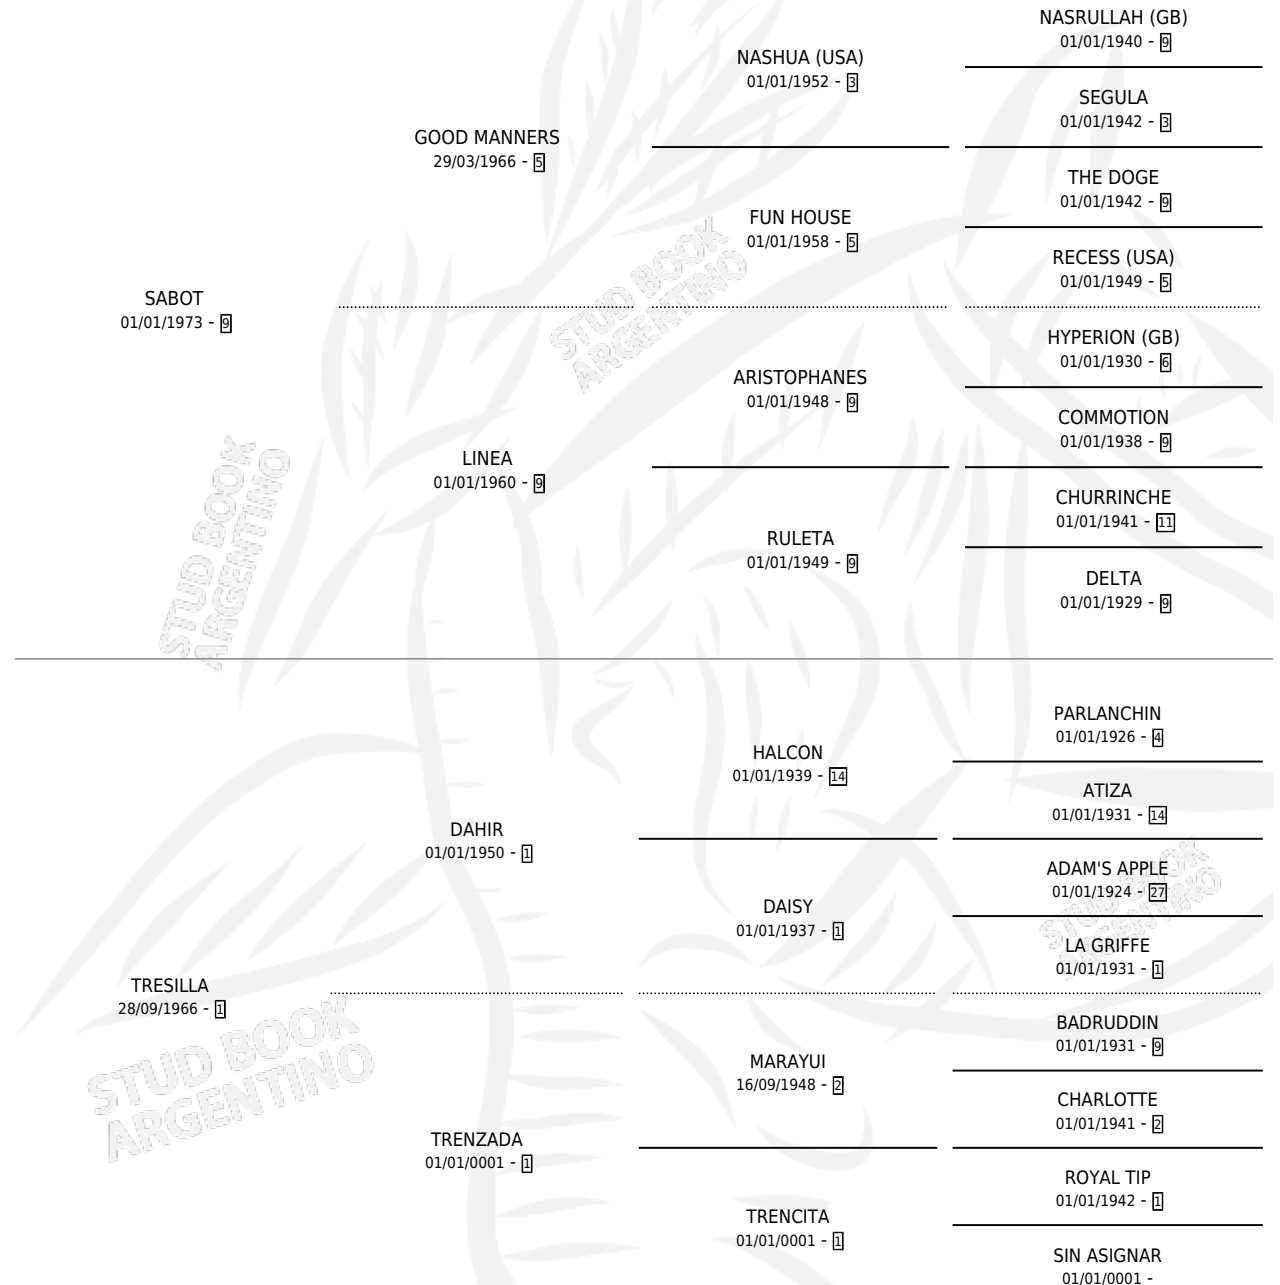 NASRULLAH (GB)
01/01/1940 - 9
NASHUA (USA)
01/01/1952 - 3
SEGULA
01/01/1942 - 3
GOOD MANNERS
29/03/1966 - 5
THE DOGE
01/01/1942 - 9
FUN HOUSE
01/01/1958 - 5
RECESS (USA)
01/01/1949 - 5
SABOT
01/01/1973 - 9
HYPERION (GB)
01/01/1930 - 6
ARISTOPHANES
01/01/1948 - 9
COMMOTION
01/01/1938 - 9
LINEA
01/01/1960 - 9
CHURRINCHE
01/01/1941 - 11
RULETA
01/01/1949 - 9
DELTA
01/01/1929 - 9
STUD BOOK
ARGENTINO
STUD BOOK
ARGENTINO
PARLANCHIN
01/01/1926 - 4
HALCON
01/01/1939 - 14
ATIZA
01/01/1931 - 14
DAHIR
01/01/1950 - 1
ADAM'S APPLE
01/01/1924 - 27
DAISY
01/01/1937 - 1
LA GRIFFE
01/01/1931 - 1
TRESILLA
28/09/1966 - 1
BADRUDDIN
01/01/1931 - 9
MARAYUI
16/09/1948 - 2
CHARLOTTE
01/01/1941 - 2
TRENZADA
01/01/0001 - 1
ROYAL TIP
01/01/1942 - 1
TRENCITA
01/01/0001 - 1
SIN ASIGNAR
01/01/0001 -
STUD BOOK
ARGENTINO
STUD BOOK
ARGENTINO